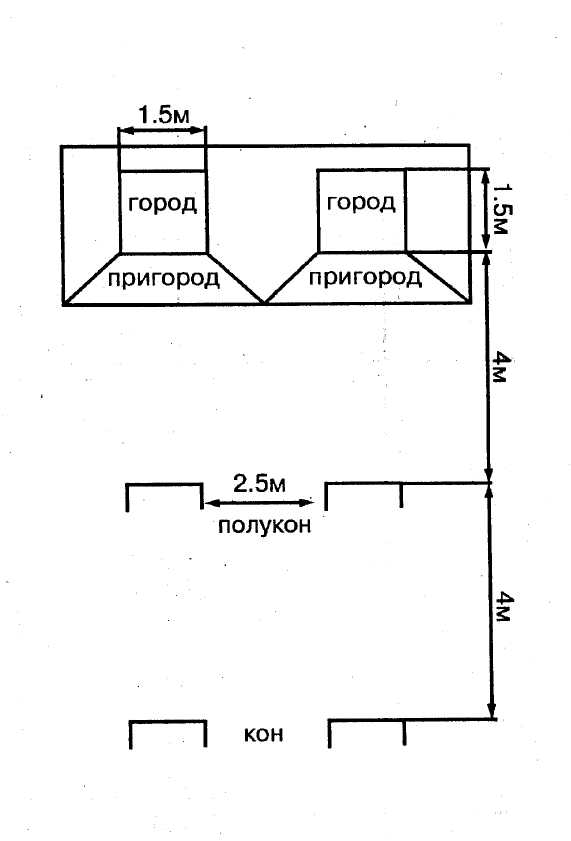 1.5м
город
город
1.5м
пригород
пригород
4м
2.5м
полукон
4м
кон